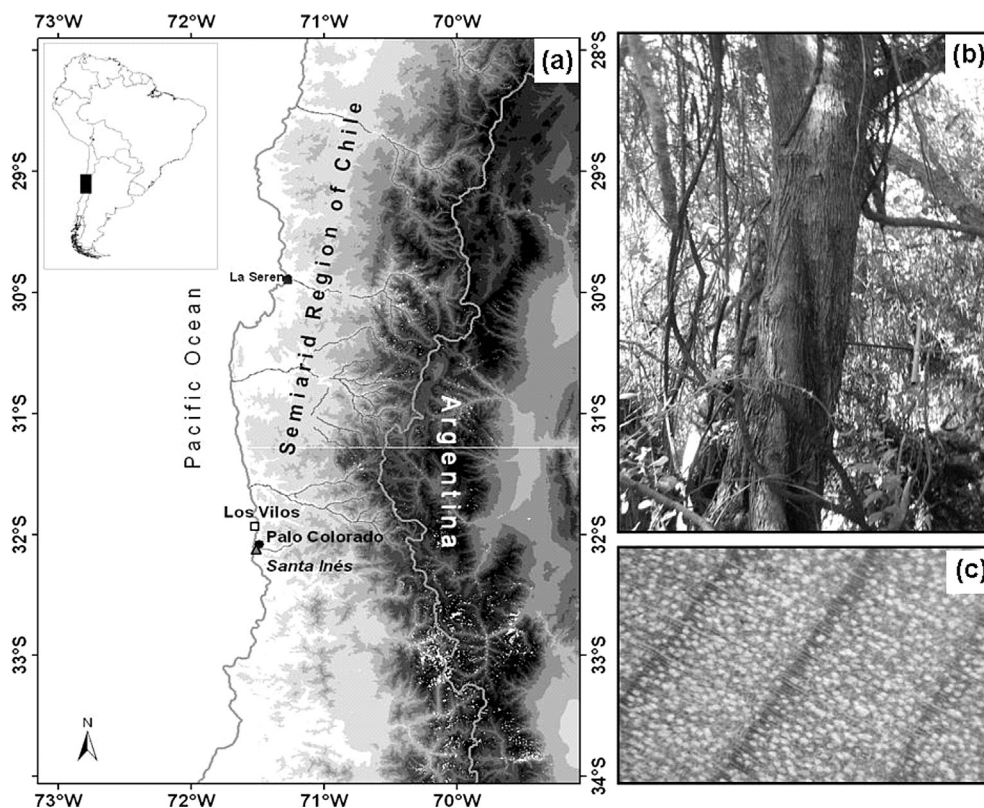 73°W 72°W 71°W 70°W
(a)
28°S
29°S
30°S
31°S
32°S
33°S
34°S
29°S
30°S
31°S
32°S
33°S
34°S
Semiarid Region of Chile
La Seren
Pacific Ocean
Argentina
Los Vilos
Palo Colorado
Santa Inés
N
73°W 72°W 71°W 70°W
(b)
(c)